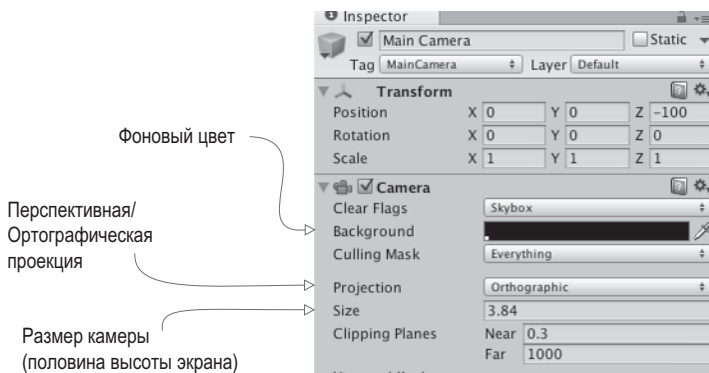 Inspector
Main Camera
Static
Tag MainCamera Layer Default
Transform
Position X 0 Y 0 Z -100
Rotation X 0 Y 0 Z 0
Scale X 1 Y 1 Z 1
Camera
Clear Flags Skybox
Background
Culling Mask Everything
Projection Orthographic
Size 3.84
Clipping Planes Near 0.3
Far 1000
Фоновый цвет
Перспективная/
Ортографическая
проекция
Размер камеры
(половина высоты экрана)